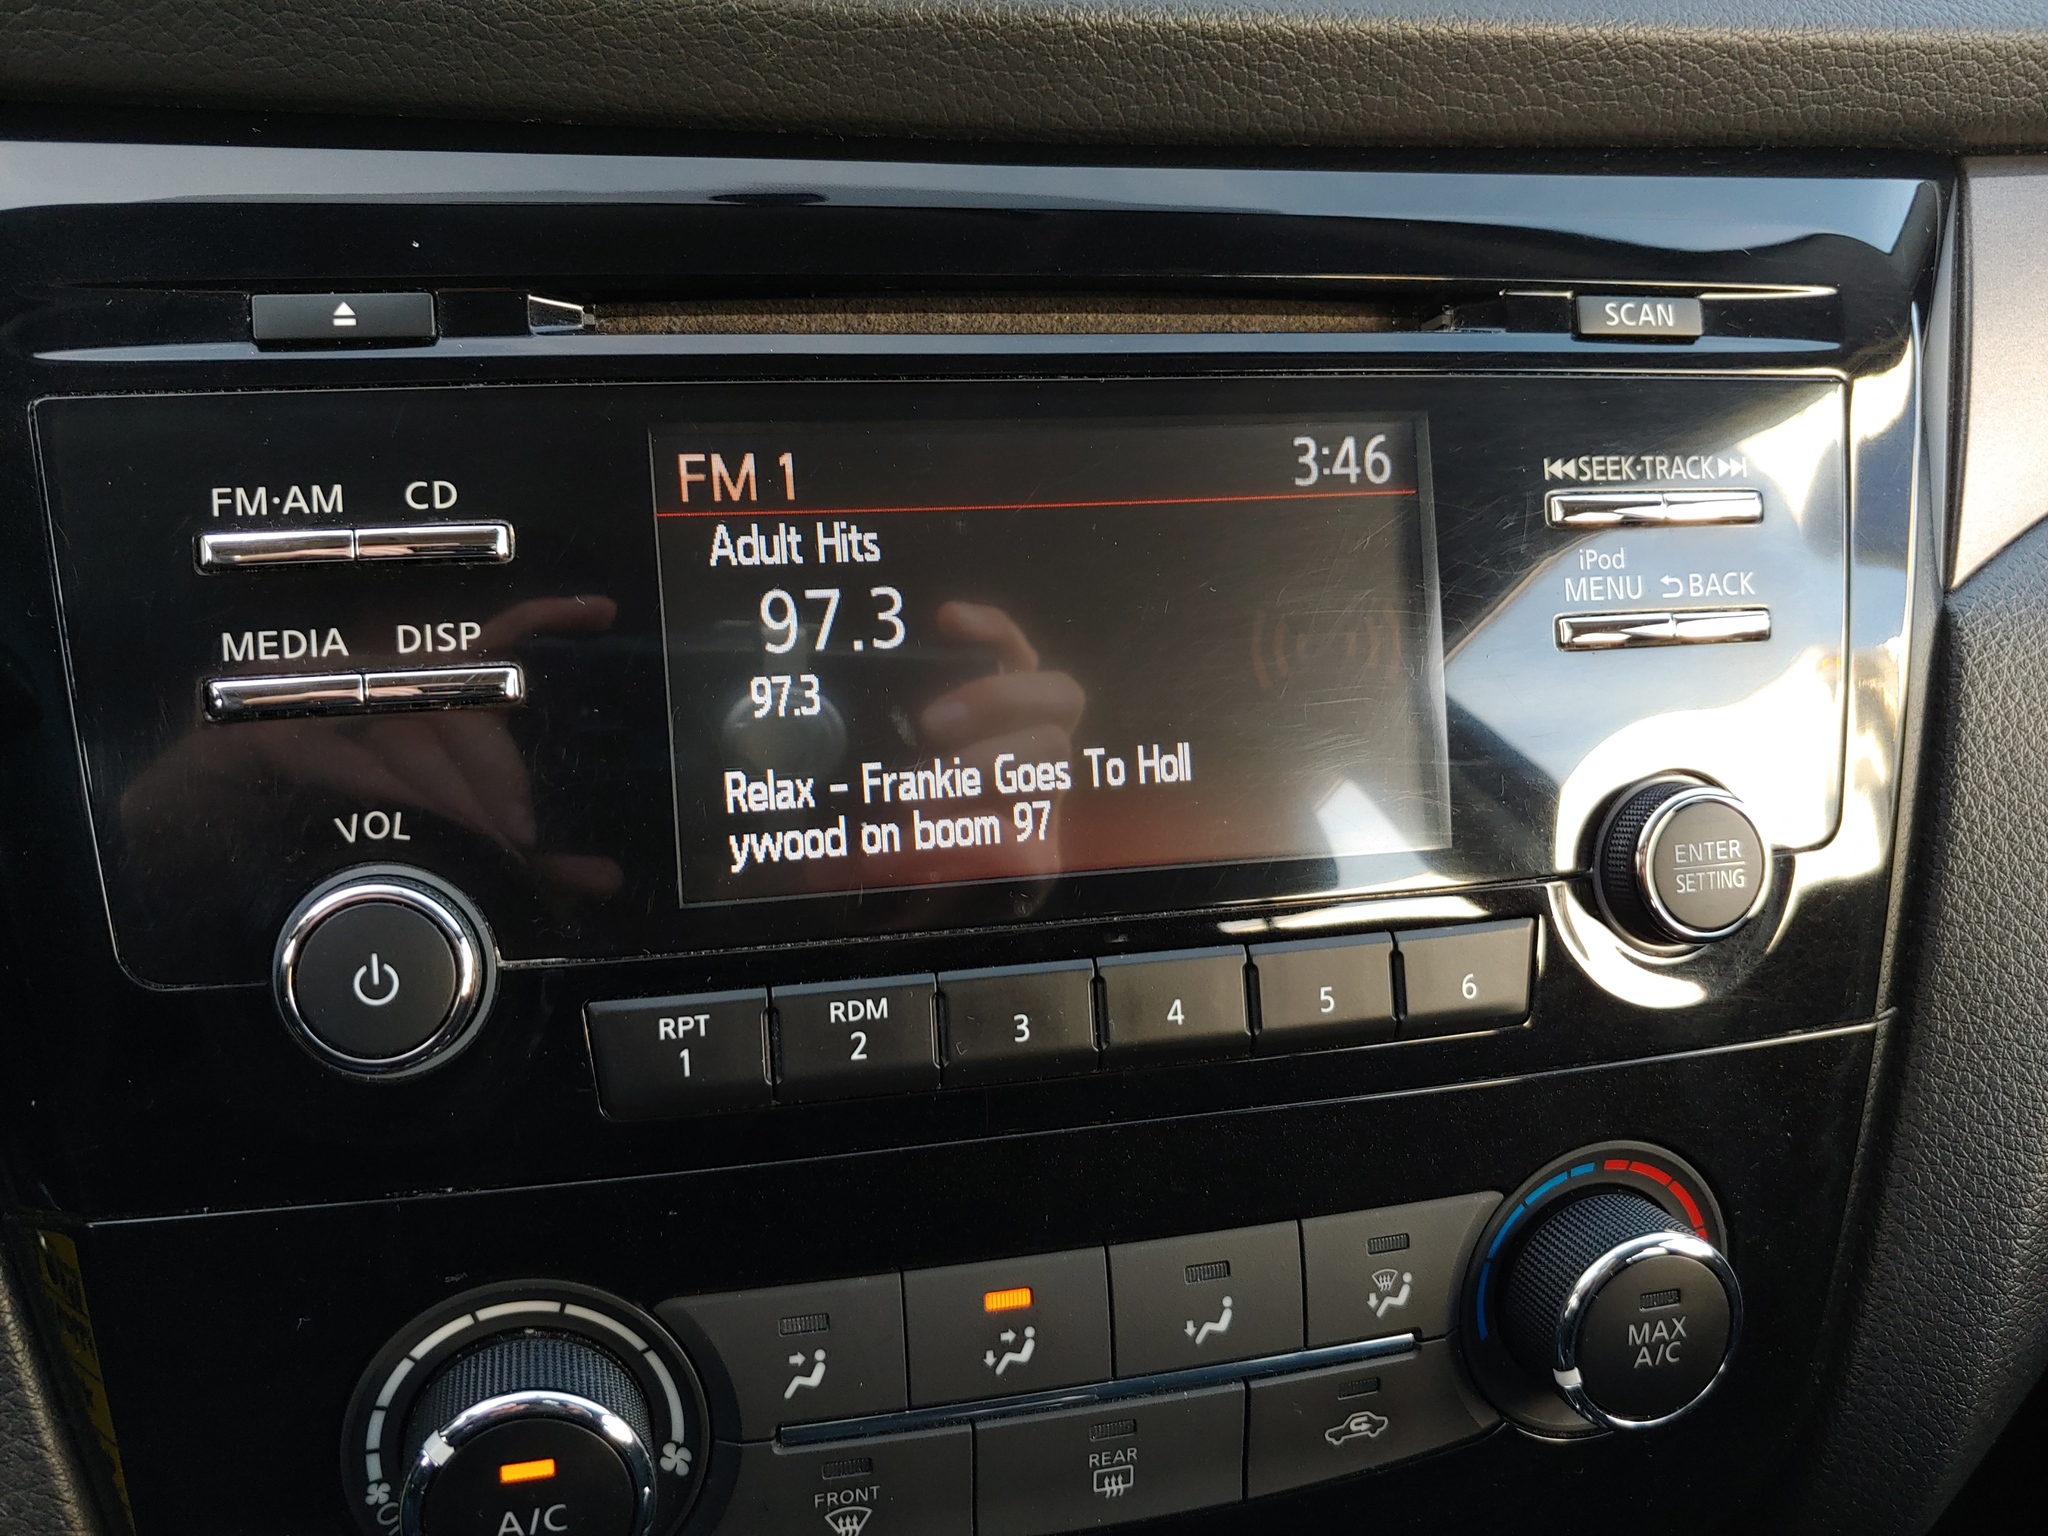 SCAN
FM·AM CD
MEDIA DISP
VOL
FM 1 3:46
Adult Hits
97.3
97.3
Relax - Frankie Goes To Holl
ywood on boom 97
SEEK·TRACK
iPod
MENU BACK
ENTER
SETTING
RPT
1
RDM
2
3
4
5
6
MAX
A/C
A/C
FRONT
REAR